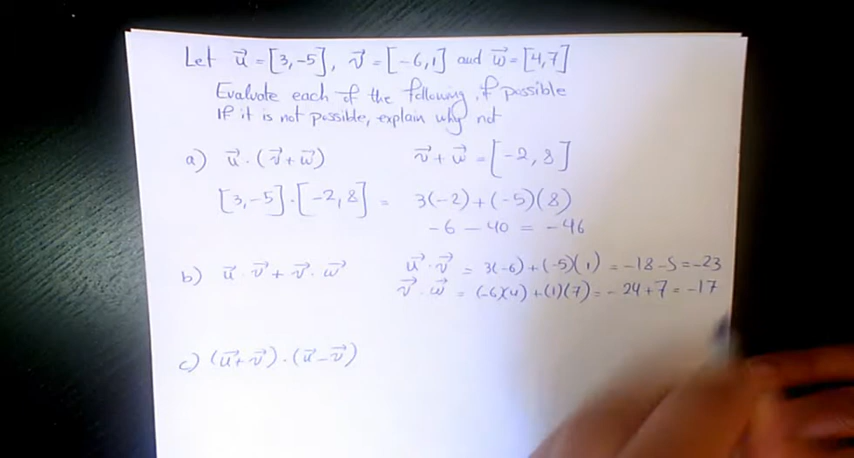 Let u⃗ = [3,-5], v⃗ = [-6,1] and w⃗ = [4,7]
Evaluate each of the following, if possible
If it is not possible, explain why not
a) u⃗ · (v⃗ + w⃗)
v⃗ + w⃗ = [-2, 8]
[3,-5] · [-2, 8] = 3(-2) + (-5)(8)
-6 - 40 = -46
b) u⃗ · v⃗ + v⃗ · w⃗
u⃗ · v⃗ = 3(-6) + (-5)(1) = -18 -5 = -23
v⃗ · w⃗ = (-6)(4) + (1)(7) = -24 + 7 = -17
c) (u⃗ + v⃗) · (u⃗ - v⃗)